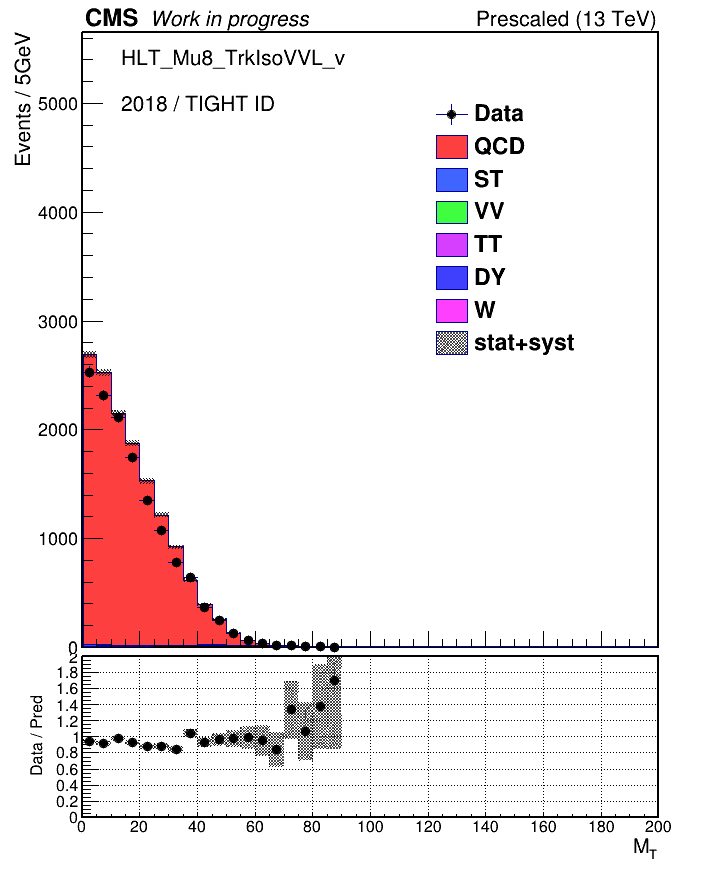 CMS Work in progress Prescaled (13 TeV)
HLT_Mu8_TrkIsoVVL_v
2018 / TIGHT ID
Events / 5GeV
5000
4000
3000
2000
1000
0
Data
QCD
ST
VV
TT
DY
W
stat+syst
Data / Pred
2
1.8
1.6
1.4
1.2
1
0.8
0.6
0.4
0.2
0
0 20 40 60 80 100 120 140 160 180 200
M_T